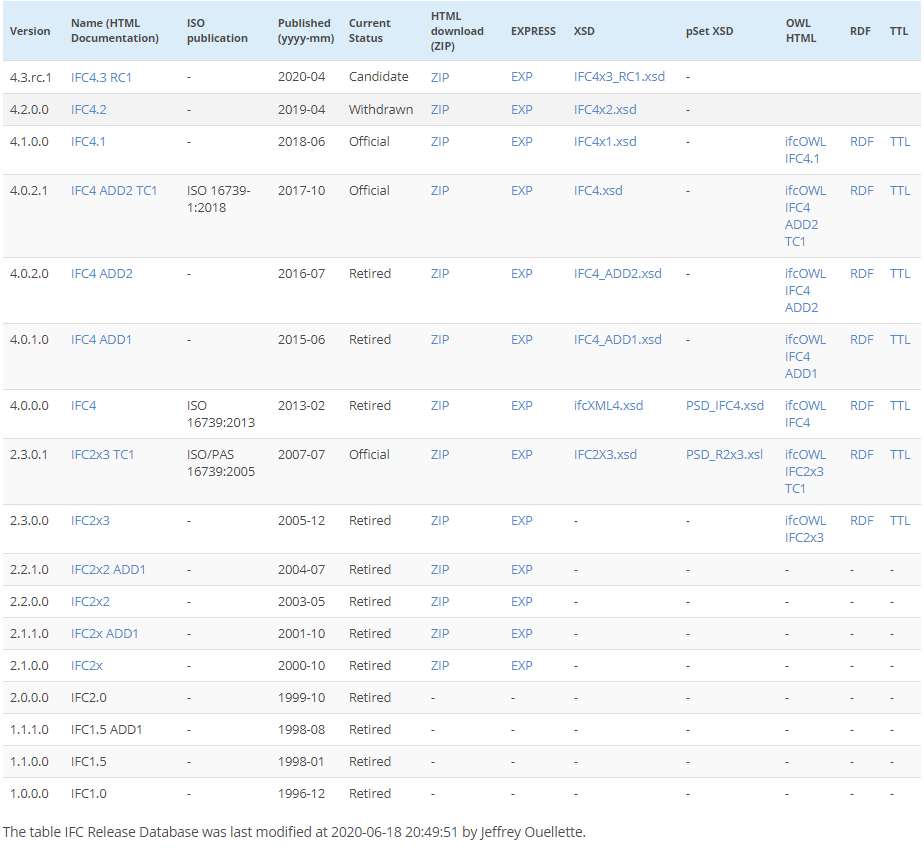 Version Name (HTML Documentation) ISO publication Published (yyyy-mm) Current Status HTML download (ZIP) EXPRESS XSD pSet XSD OWL HTML RDF TTL
4.3.rc.1 IFC4.3 RC1 - 2020-04 Candidate ZIP EXP IFC4x3_RC1.xsd -
4.2.0.0 IFC4.2 - 2019-04 Withdrawn ZIP EXP IFC4x2.xsd -
4.1.0.0 IFC4.1 - 2018-06 Official ZIP EXP IFC4x1.xsd - ifcOWL IFC4.1 RDF TTL
4.0.2.1 IFC4 ADD2 TC1 ISO 16739-1:2018 2017-10 Official ZIP EXP IFC4.xsd - ifcOWL IFC4 ADD2 TC1 RDF TTL
4.0.2.0 IFC4 ADD2 - 2016-07 Retired ZIP EXP IFC4_ADD2.xsd - ifcOWL IFC4 ADD2 RDF TTL
4.0.1.0 IFC4 ADD1 - 2015-06 Retired ZIP EXP IFC4_ADD1.xsd - ifcOWL IFC4 ADD1 RDF TTL
4.0.0.0 IFC4 ISO 16739:2013 2013-02 Retired ZIP EXP ifcXML4.xsd PSD_IFC4.xsd ifcOWL IFC4 RDF TTL
2.3.0.1 IFC2x3 TC1 ISO/PAS 16739:2005 2007-07 Official ZIP EXP IFC2X3.xsd PSD_R2x3.xsl ifcOWL IFC2x3 TC1 RDF TTL
2.3.0.0 IFC2x3 - 2005-12 Retired ZIP EXP - - ifcOWL IFC2x3 RDF TTL
2.2.1.0 IFC2x2 ADD1 - 2004-07 Retired ZIP EXP - - - - -
2.2.0.0 IFC2x2 - 2003-05 Retired ZIP EXP - - - - -
2.1.1.0 IFC2x ADD1 - 2001-10 Retired ZIP EXP - - - - -
2.1.0.0 IFC2x - 2000-10 Retired ZIP EXP - - - - -
2.0.0.0 IFC2.0 - 1999-10 Retired - - - - - - -
1.1.1.0 IFC1.5 ADD1 - 1998-08 Retired - - - - - - -
1.1.0.0 IFC1.5 - 1998-01 Retired - - - - - - -
1.0.0.0 IFC1.0 - 1996-12 Retired - - - - - - -
The table IFC Release Database was last modified at 2020-06-18 20:49:51 by Jeffrey Ouellette.